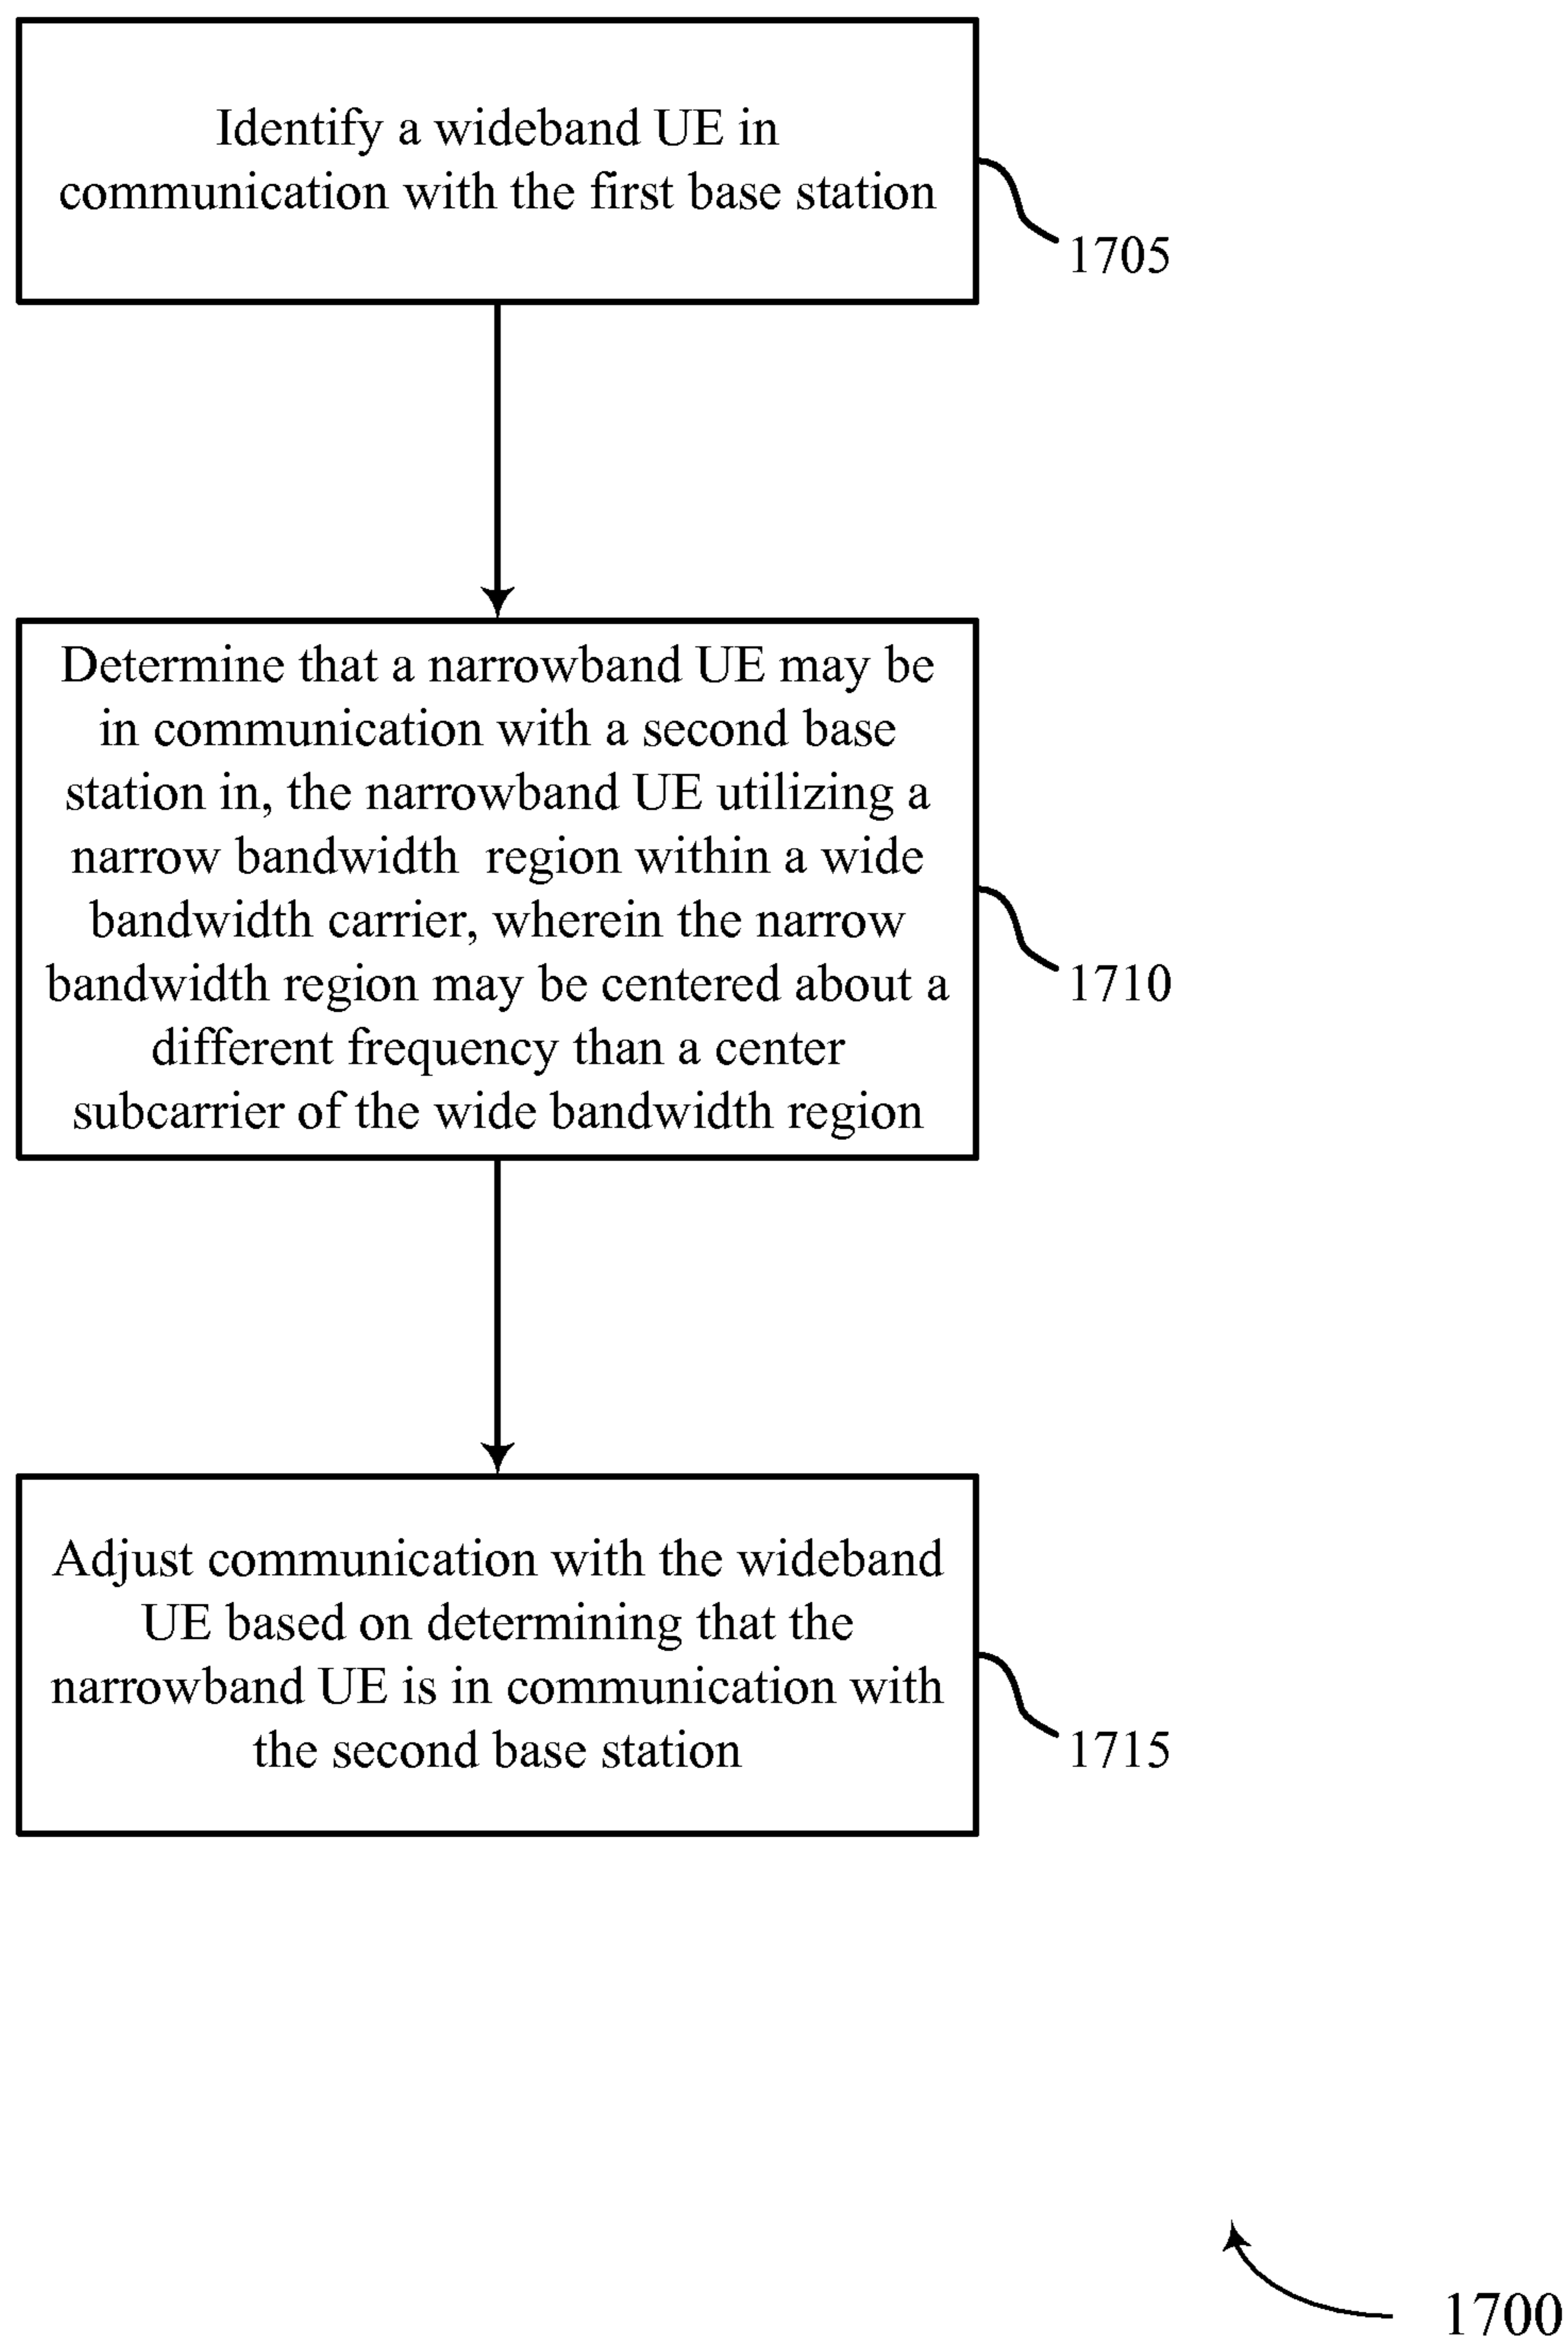 Identify a wideband UE in
communication with the first base station
1705
Determine that a narrowband UE may be
in communication with a second base
station in, the narrowband UE utilizing a
narrow bandwidth  region within a wide
bandwidth carrier, wherein the narrow
bandwidth region may be centered about a
different frequency than a center
subcarrier of the wide bandwidth region
1710
Adjust communication with the wideband
UE based on determining that the
narrowband UE is in communication with
the second base station
1715
1700